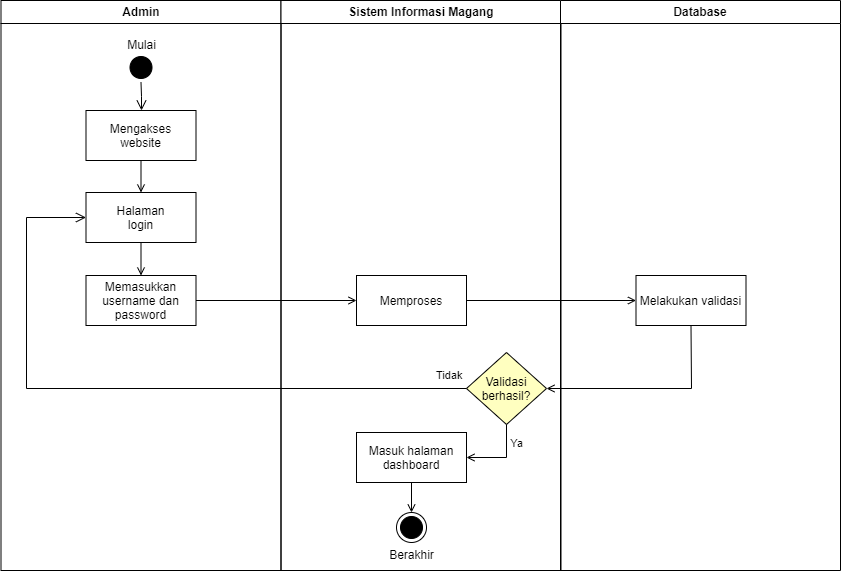 Admin
Sistem Informasi Magang
Database
Mulai
Mengakses
website
Halaman
login
Memasukkan
username dan
password
Memproses
Melakukan validasi
Validasi
berhasil?
Tidak
Ya
Masuk halaman
dashboard
Berakhir